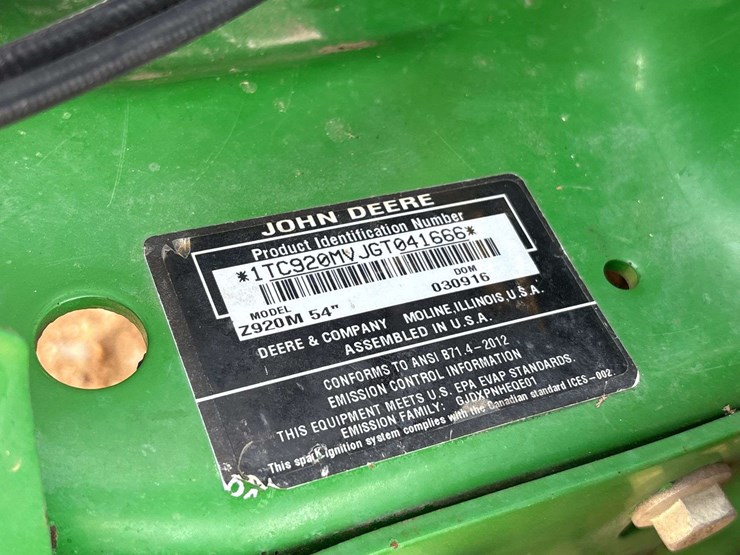 JOHN DEERE
Product Identification Number
*1TC920MVJGT041666*
MODEL DOM
Z920M 54" 030916
DEERE & COMPANY MOLINE, ILLINOIS U.S.A.
ASSEMBLED IN U.S.A.
CONFORMS TO ANSI B71.4-2012
EMISSION CONTROL INFORMATION
THIS EQUIPMENT MEETS U.S. EPA EVAP STANDARDS.
EMISSION FAMILY: GJDXPNHEQE01
This spark ignition system complies with the Canadian standard ICES-002